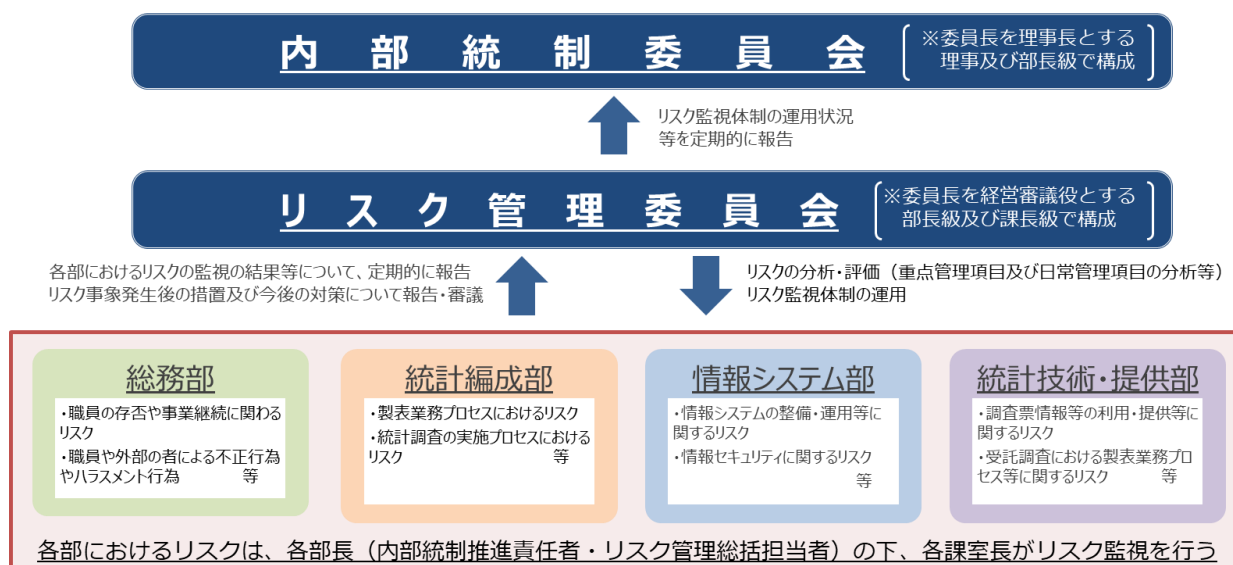 内部統制委員会
※委員長を理事長とする
理事及び部長級で構成
リスク監視体制の運用状況
等を定期的に報告
リスク管理委員会
※委員長を経営審議役とする
部長級及び課長級で構成
各部におけるリスクの監視の結果等について、定期的に報告
リスク事象発生後の措置及び今後の対策について報告・審議
リスクの分析・評価（重点管理項目及び日常管理項目の分析等）
リスク監視体制の運用
総務部
・職員の存否や事業継続に関わる
リスク
・職員や外部の者による不正行為
やハラスメント行為　　　　等
統計編成部
・製表業務プロセスにおけるリスク
・統計調査の実施プロセスにおける
リスク　　　　　　　　　　等
情報システム部
・情報システムの整備・運用等に
関するリスク
・情報セキュリティに関するリスク
等
統計技術・提供部
・調査票情報等の利用・提供等に
関するリスク
・受託調査における製表業務プロ
セス等に関するリスク　　　等
各部におけるリスクは、各部長（内部統制推進責任者・リスク管理総括担当者）の下、各課室長がリスク監視を行う